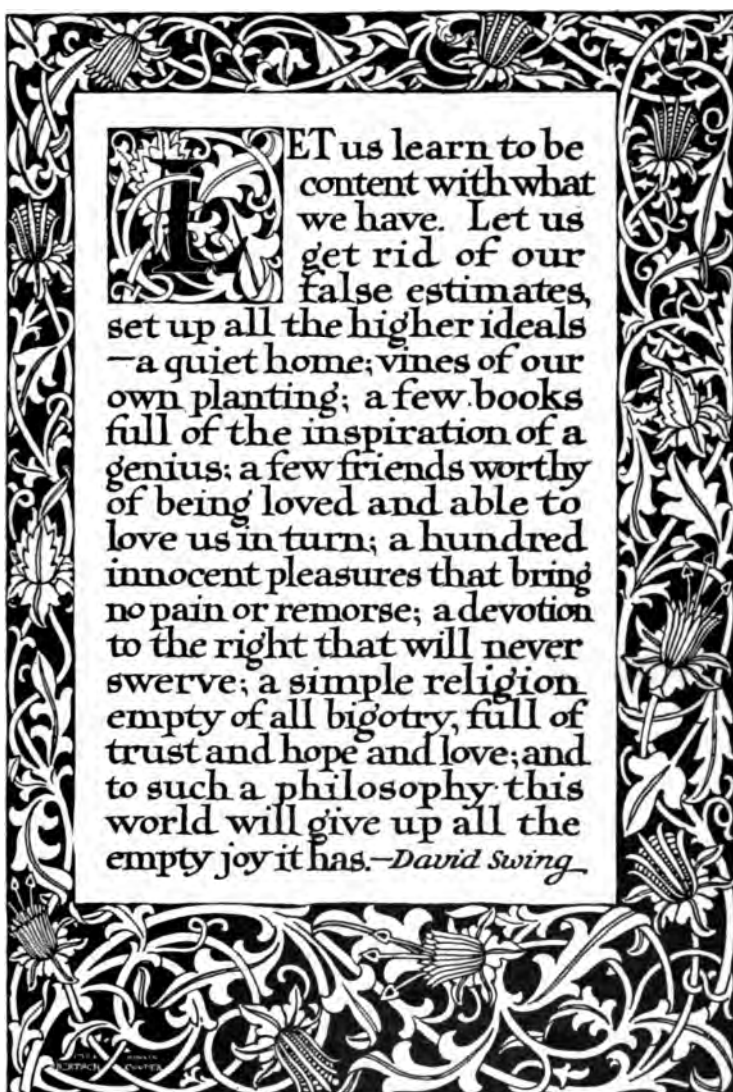 LET us learn to be
content with what
we have. Let us
get rid of our
false estimates,
set up all the higher ideals
—a quiet home; vines of our
own planting; a few books
full of the inspiration of a
genius; a few friends worthy
of being loved and able to
love us in turn; a hundred
innocent pleasures that bring
no pain or remorse; a devotion
to the right that will never
swerve; a simple religion
empty of all bigotry, full of
trust and hope and love; and
to such a philosophy this
world will give up all the
empty joy it has.—David Swing